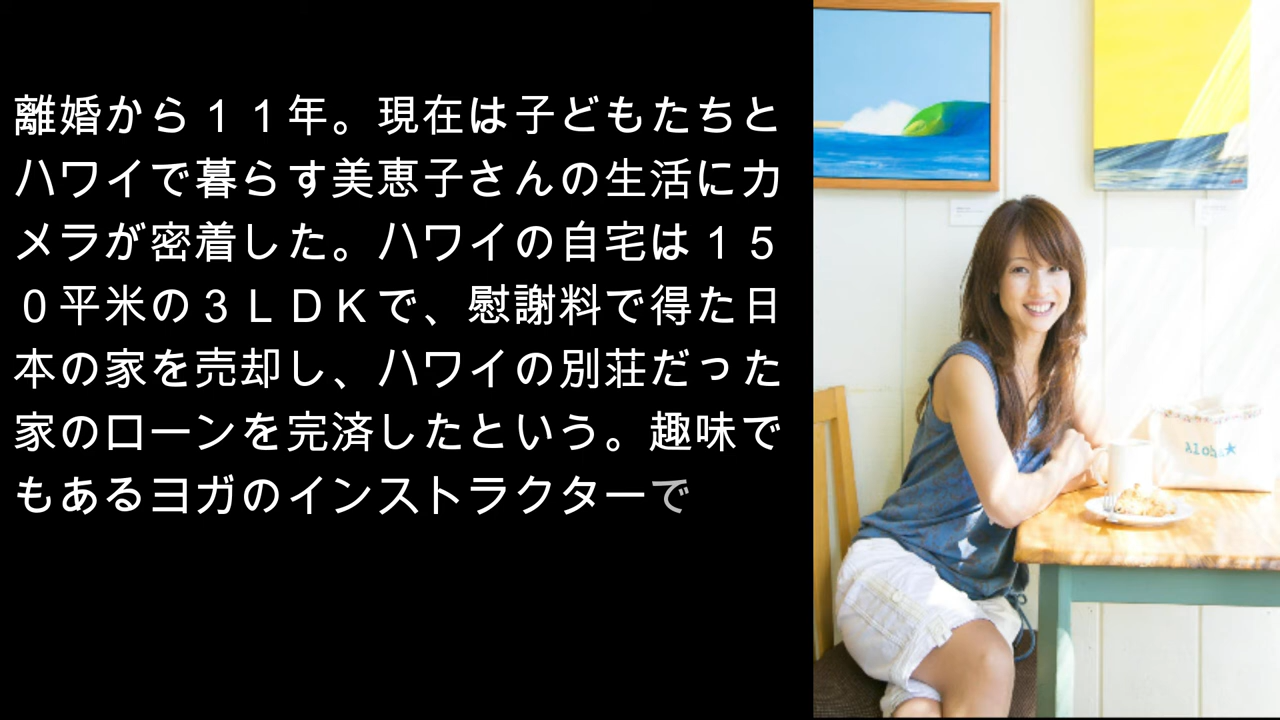 離婚から１１年。現在は子どもたちと
ハワイで暮らす美恵子さんの生活にカ
メラが密着した。ハワイの自宅は１５
０平米の３ＬＤＫで、慰謝料で得た日
本の家を売却し、ハワイの別荘だった
家のローンを完済したという。趣味で
もあるヨガのインストラクターで